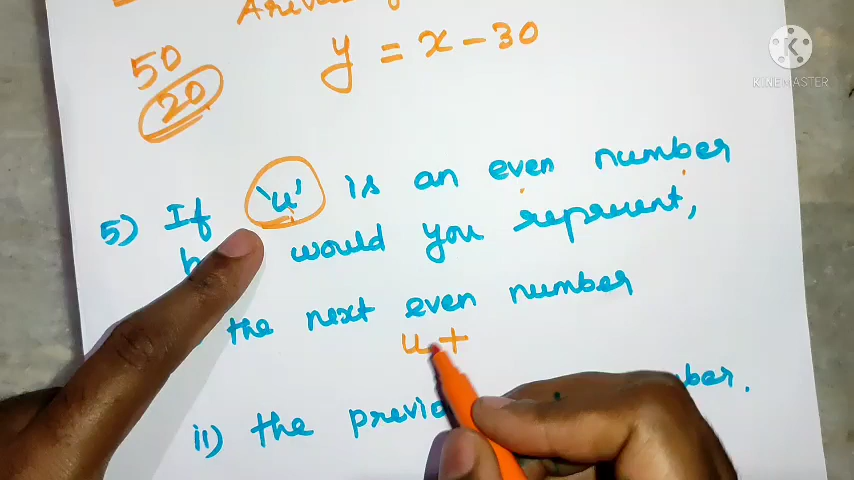 50
20
y = x - 30
K
KINEMASTER
5) If 'u' is an even number
would you represent,
the next even number
u +
ii) the